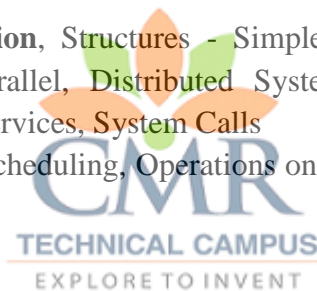 ion, Structures - Simple
rallel, Distributed Syste
rvices, System Calls
cheduling, Operations on
CMR
TECHNICAL CAMPUS
EXPLORE TO INVENT